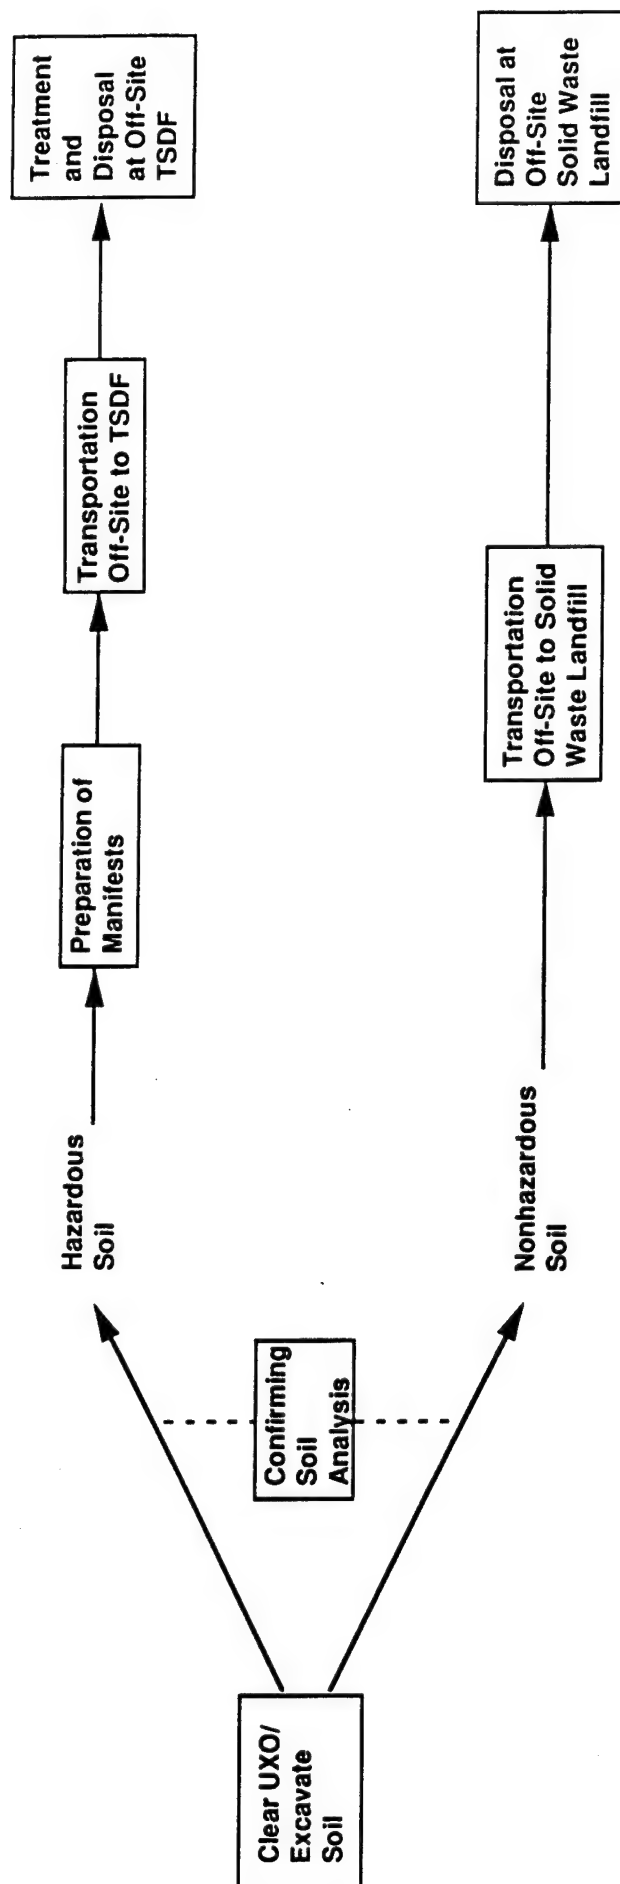 Clear UXO/
Excavate
Soil
Confirming
Soil
Analysis
Hazardous
Soil
Preparation of
Manifests
Transportation
Off-Site to TSDF
Treatment
and
Disposal
at Off-Site
TSDF
Nonhazardous
Soil
Transportation
Off-Site to Solid
Waste Landfill
Disposal at
Off-Site
Solid Waste
Landfill